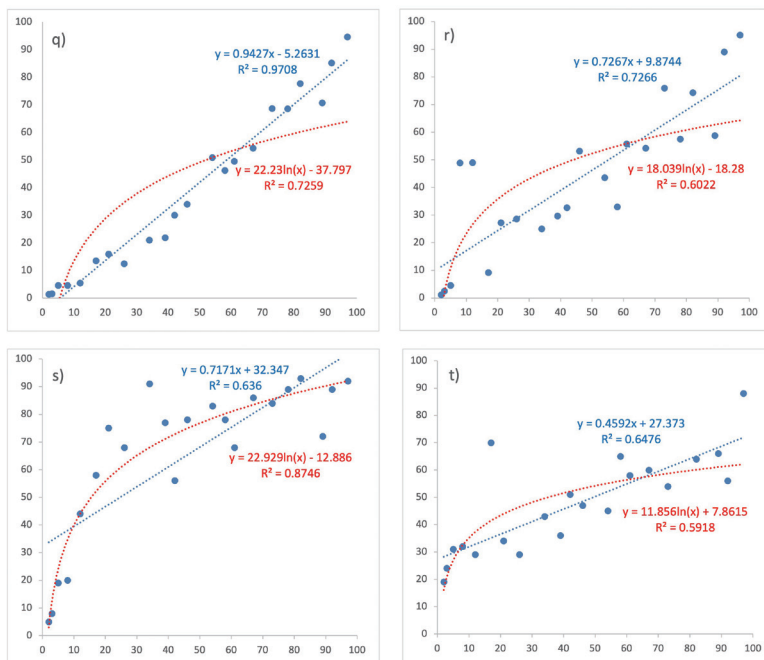 q)
y = 0.9427x - 5.2631
R² = 0.9708
y = 22.23ln(x) - 37.797
R² = 0.7259
100
90
80
70
60
50
40
30
20
10
0
0 10 20 30 40 50 60 70 80 90 100
r)
y = 0.7267x + 9.8744
R² = 0.7266
y = 18.039ln(x) - 18.28
R² = 0.6022
100
90
80
70
60
50
40
30
20
10
0
0 10 20 30 40 50 60 70 80 90 100
s)
y = 0.7171x + 32.347
R² = 0.636
y = 22.929ln(x) - 12.886
R² = 0.8746
100
90
80
70
60
50
40
30
20
10
0
0 10 20 30 40 50 60 70 80 90 100
t)
y = 0.4592x + 27.373
R² = 0.6476
y = 11.856ln(x) + 7.8615
R² = 0.5918
100
90
80
70
60
50
40
30
20
10
0
0 10 20 30 40 50 60 70 80 90 100